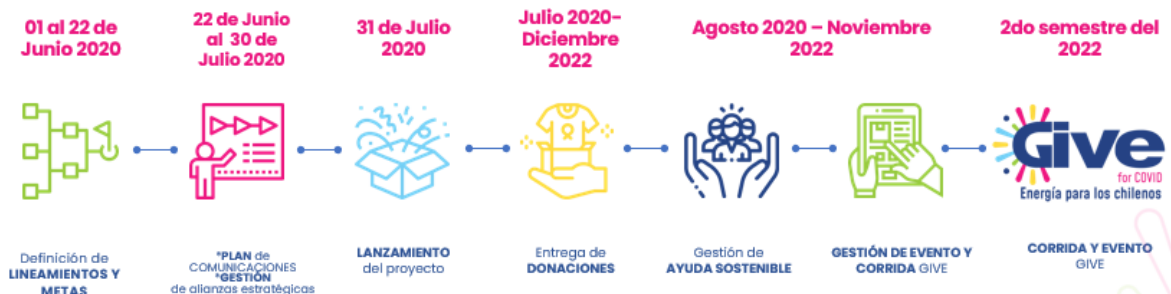 01 al 22 de
Junio 2020
22 de Junio
al 30 de
Julio 2020
31 de Julio
2020
Julio 2020-
Diciembre
2022
Agosto 2020 – Noviembre
2022
2do semestre del
2022
Give
for COVID
Energía para los chilenos
Definición de
LINEAMIENTOS Y
METAS
*PLAN de
COMUNICACIONES
*GESTIÓN
de alianzas estratégicas
LANZAMIENTO
del proyecto
Entrega de
DONACIONES
Gestión de
AYUDA SOSTENIBLE
GESTIÓN DE EVENTO Y
CORRIDA GIVE
CORRIDA Y EVENTO
GIVE